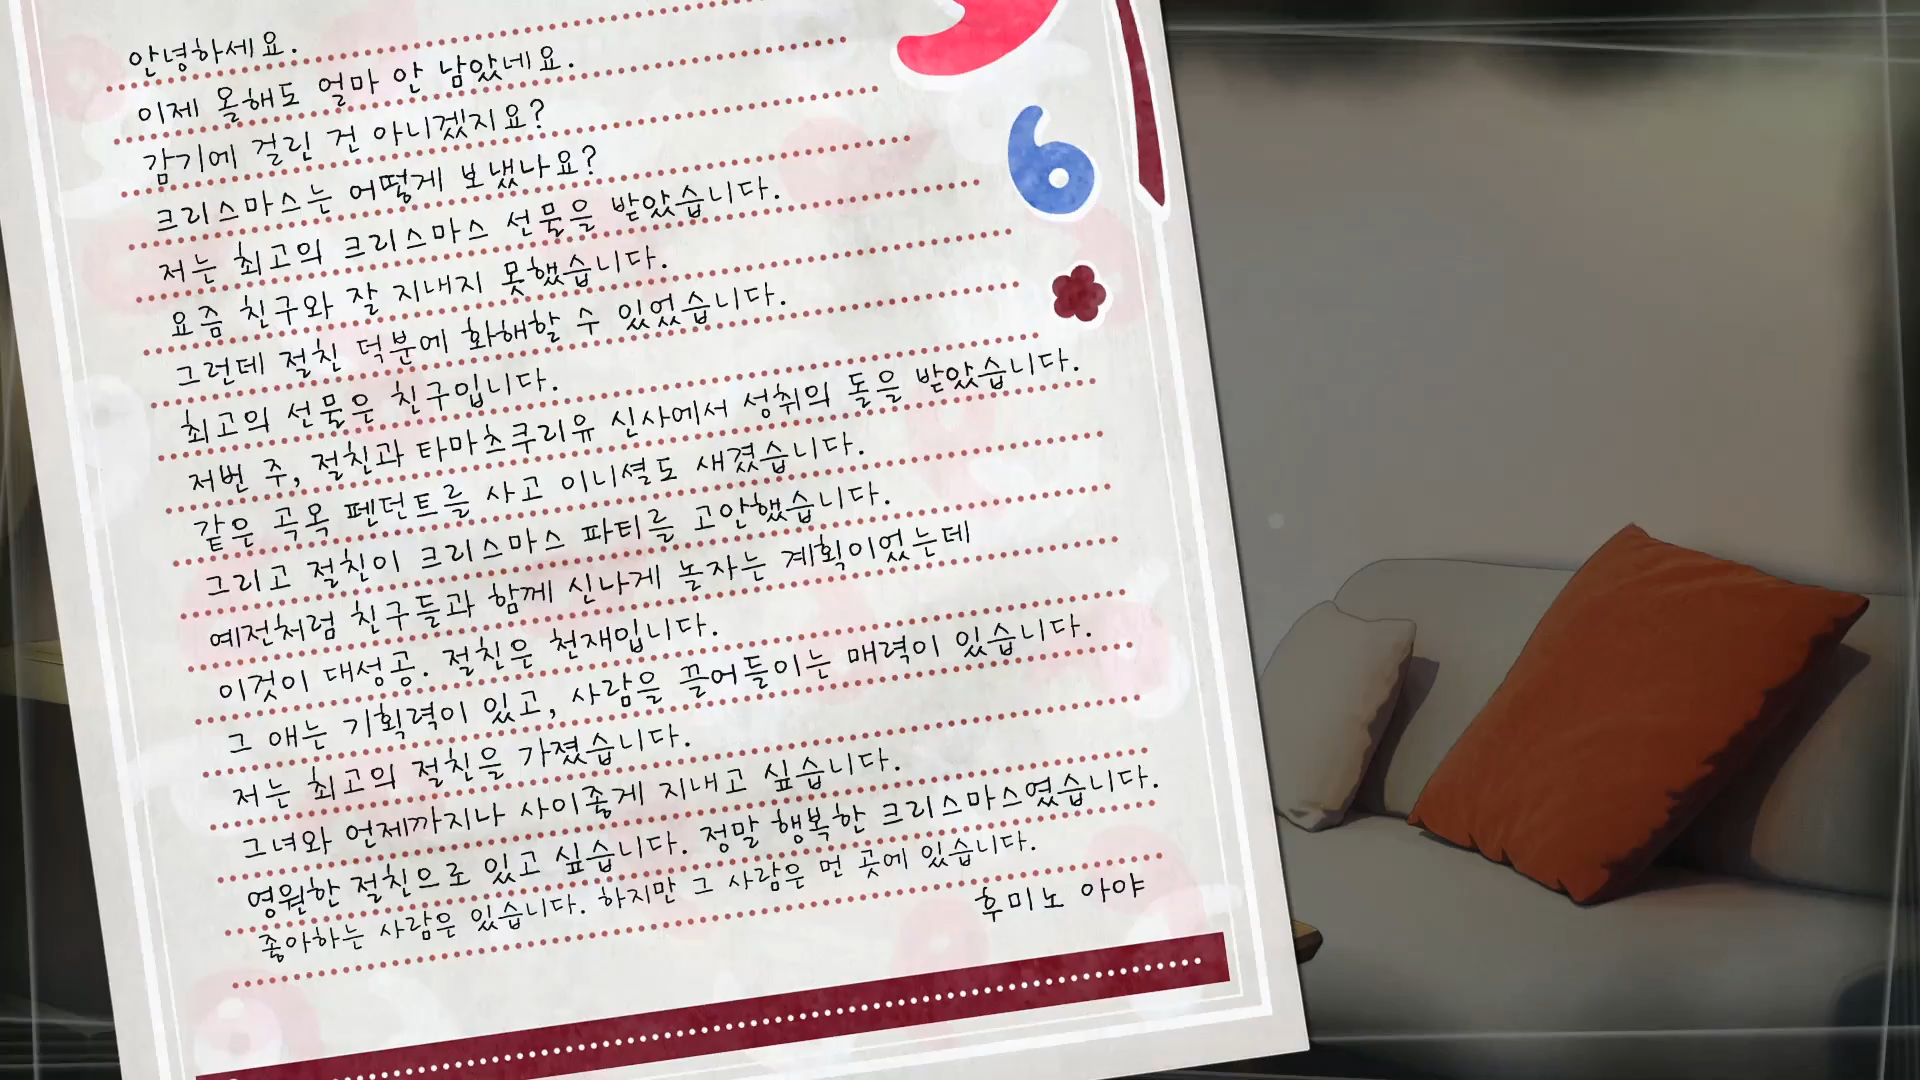 안녕하세요.
이제 올해도 얼마 안 남았네요.
감기에 걸린 건 아니겠지요?
크리스마스는 어떻게 보냈나요?
저는 최고의 크리스마스 선물을 받았습니다.
요즘 친구와 잘 지내지 못했습니다.
그런데 절친 덕분에 화해할 수 있었습니다.
최고의 선물은 친구입니다.
저번 주, 절친과 타마츠쿠리유 신사에서 성취의 돌을 받았습니다.
같은 곡옥 펜던트를 사고 이니셜도 새겼습니다.
그리고 절친이 크리스마스 파티를 고안했습니다.
예전처럼 친구들과 함께 신나게 놀자는 계획이었는데
이것이 대성공. 절친은 천재입니다.
그 애는 기획력이 있고, 사람을 끌어들이는 매력이 있습니다.
저는 최고의 절친을 가졌습니다.
그녀와 언제까지나 사이좋게 지내고 싶습니다.
영원한 절친으로 있고 싶습니다. 정말 행복한 크리스마스였습니다.
좋아하는 사람은 있습니다. 하지만 그 사람은 먼 곳에 있습니다.
후미노 아야
6